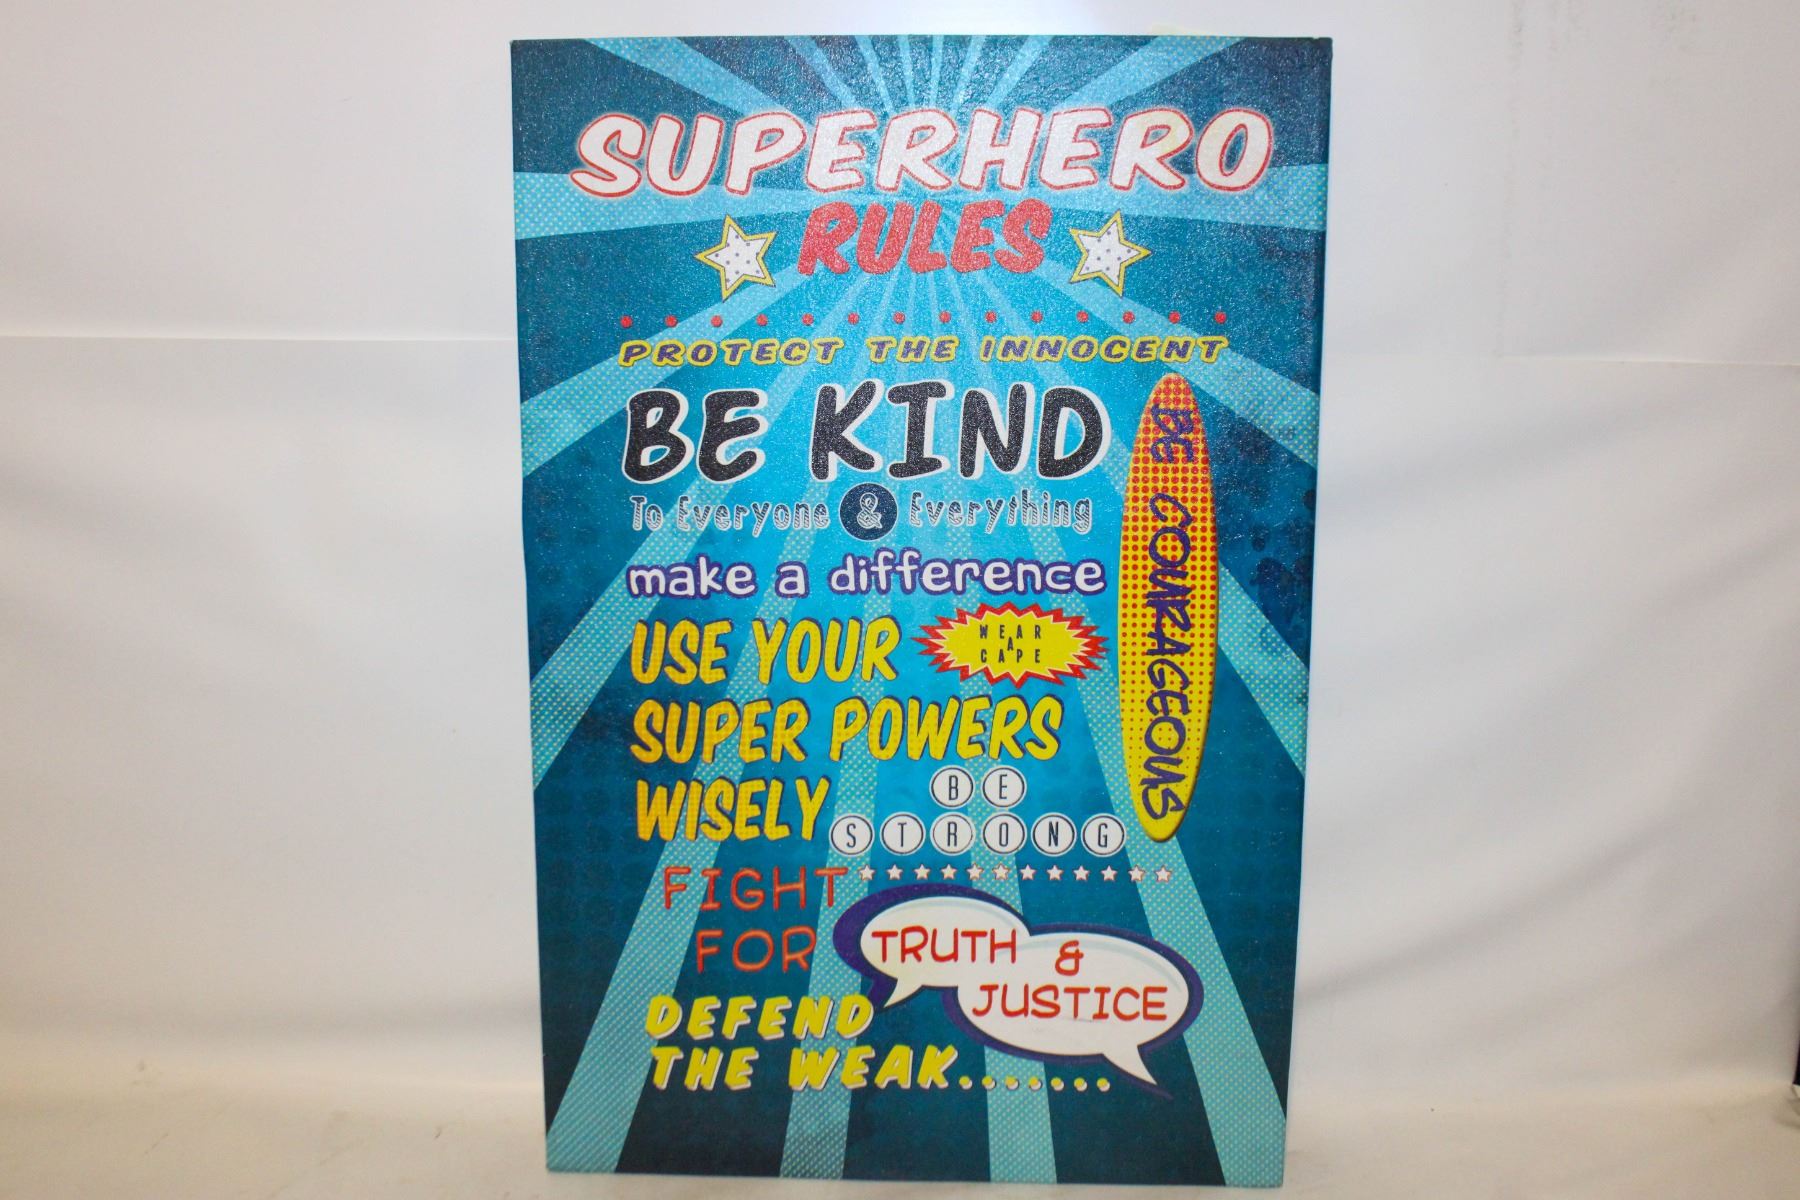 SUPERHERO
RULES
PROTECT THE INNOCENT
BE KIND
To Everyone & Everything
BE COURAGEOUS
make a difference
USE YOUR
WEAR
A
CAPE
SUPER POWERS
WISELY
BE
STRONG
FIGHT
FOR
TRUTH &
JUSTICE
DEFEND
THE WEAK.......